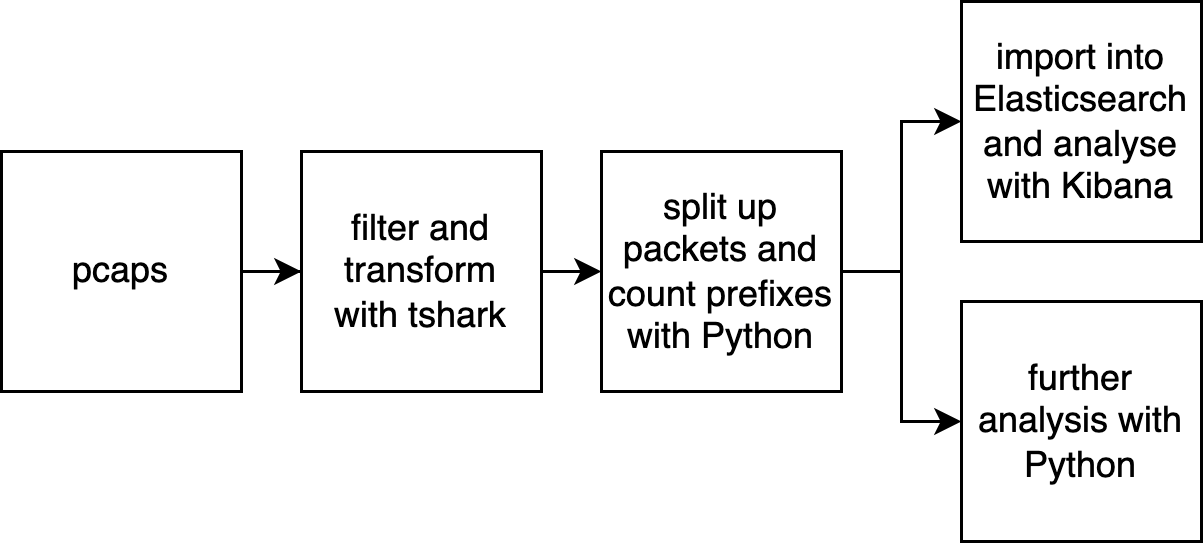 pcaps
filter and
transform
with tshark
split up
packets and
count prefixes
with Python
import into
Elasticsearch
and analyse
with Kibana
further
analysis with
Python